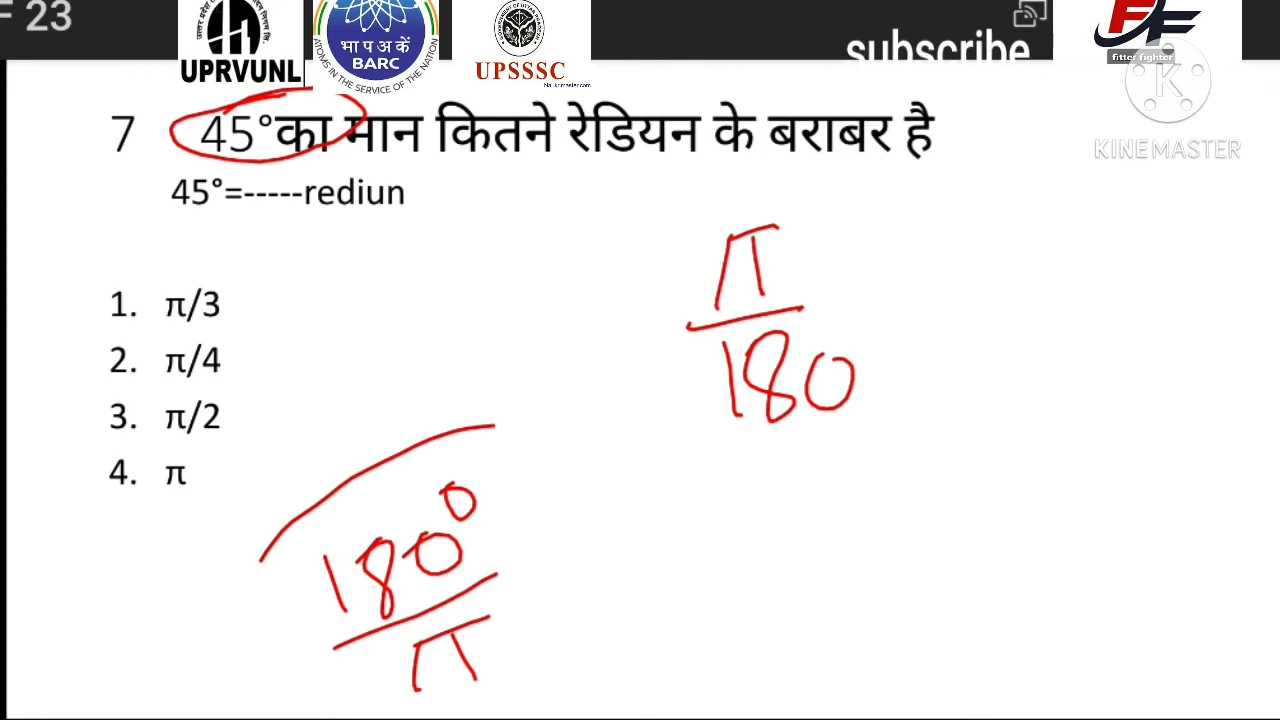 F 23
UPRVUNL
भा प अ कें
BARC
ATOMS IN THE SERVICE OF THE NATION
UPSSSC
subscribe
fitter fighter
K
KINEMASTER
7 45°का मान कितने रेडियन के बराबर है
45°=-----rediun
π
180
1. π/3
2. π/4
3. π/2
4. π
180°
π